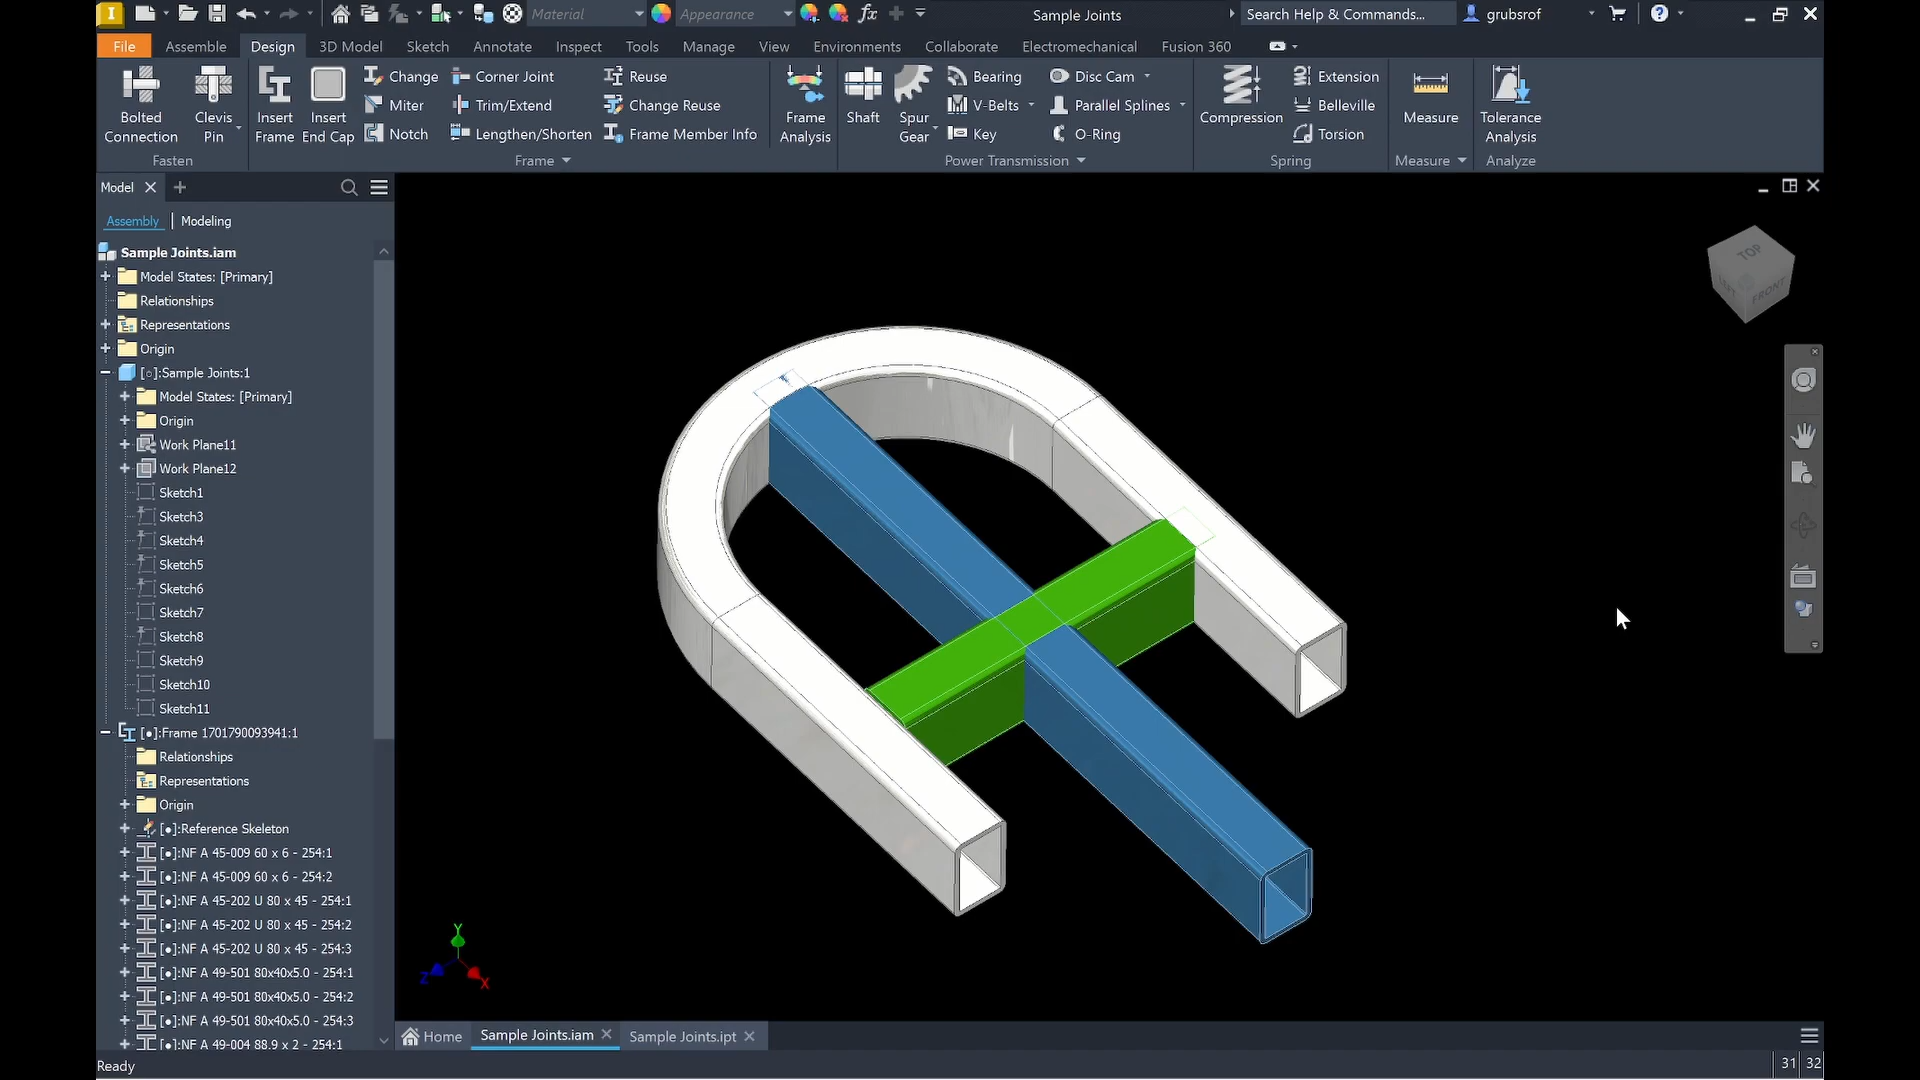 Material
Appearance
fx
Sample Joints
Search Help & Commands...
grubsrof
File
Assemble
Design
3D Model
Sketch
Annotate
Inspect
Tools
Manage
View
Environments
Collaborate
Electromechanical
Fusion 360
Bolted Connection
Clevis Pin
Fasten
Insert Frame
Insert End Cap
Change
Miter
Notch
Corner Joint
Trim/Extend
Lengthen/Shorten
Reuse
Change Reuse
Frame Member Info
Frame
Frame Analysis
Shaft
Spur Gear
Bearing
V-Belts
Key
Disc Cam
Parallel Splines
O-Ring
Power Transmission
Compression
Extension
Belleville
Torsion
Spring
Measure
Measure
Tolerance Analysis
Analyze
Model
Assembly | Modeling
Sample Joints.iam
Model States: [Primary]
Relationships
Representations
Origin
Sample Joints:1
Model States: [Primary]
Origin
Work Plane11
Work Plane12
Sketch1
Sketch3
Sketch4
Sketch5
Sketch6
Sketch7
Sketch8
Sketch9
Sketch10
Sketch11
[●]:Frame 1701790093941:1
Relationships
Representations
Origin
[●]:Reference Skeleton
[●]:NF A 45-009 60 x 6 - 254:1
[●]:NF A 45-009 60 x 6 - 254:2
[●]:NF A 45-202 U 80 x 45 - 254:1
[●]:NF A 45-202 U 80 x 45 - 254:2
[●]:NF A 45-202 U 80 x 45 - 254:3
[●]:NF A 49-501 80x40x5.0 - 254:1
[●]:NF A 49-501 80x40x5.0 - 254:2
[●]:NF A 49-501 80x40x5.0 - 254:3
[●]:NF A 49-004 88.9 x 2 - 254:1
TOP
FRONT
Y
Z
X
Home
Sample Joints.iam
Sample Joints.ipt
Ready
31
32